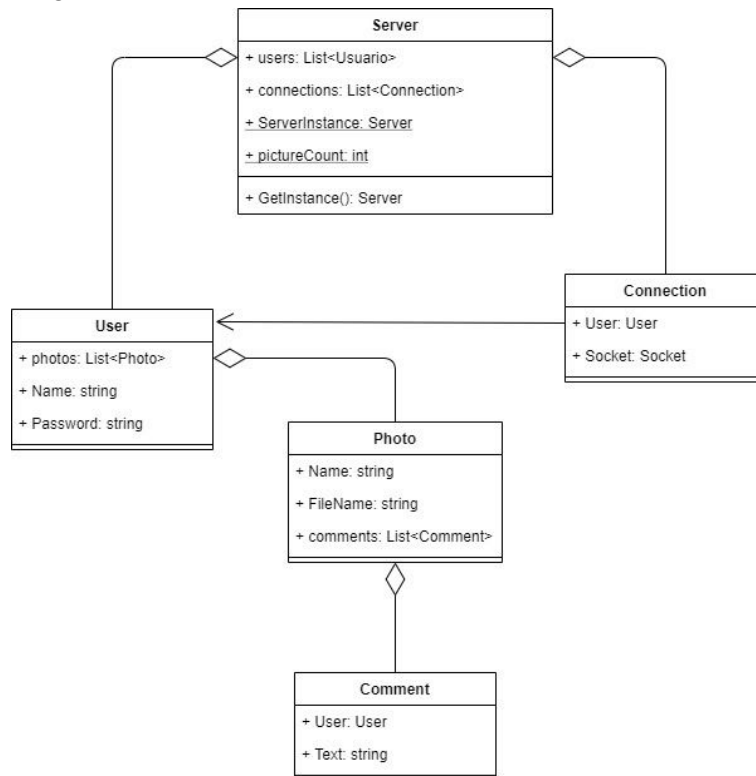 Server
+ users: List<Usuario>
+ connections: List<Connection>
+ ServerInstance: Server
+ pictureCount: int
+ GetInstance(): Server
Connection
+ User: User
+ Socket: Socket
User
+ photos: List<Photo>
+ Name: string
+ Password: string
Photo
+ Name: string
+ FileName: string
+ comments: List<Comment>
Comment
+ User: User
+ Text: string